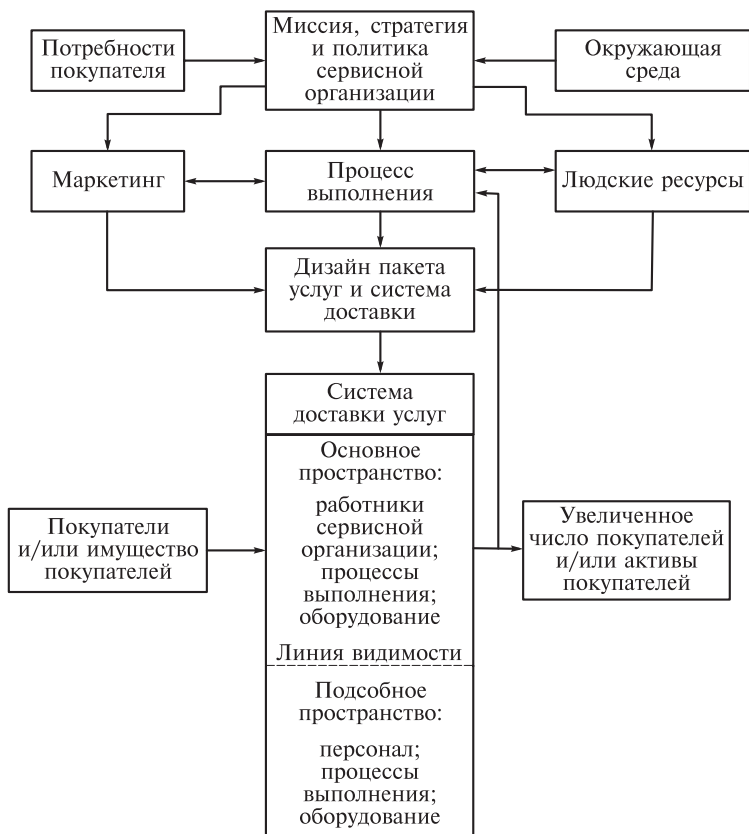 Потребности
покупателя
Миссия, стратегия
и политика
сервисной
организации
Окружающая
среда
Маркетинг
Процесс
выполнения
Людские ресурсы
Дизайн пакета
услуг и система
доставки
Система
доставки услуг
Основное
пространство:
работники
сервисной
организации;
процессы
выполнения;
оборудование
Линия видимости
Подсобное
пространство:
персонал;
процессы
выполнения;
оборудование
Покупатели
и/или имущество
покупателей
Увеличенное
число покупателей
и/или активы
покупателей